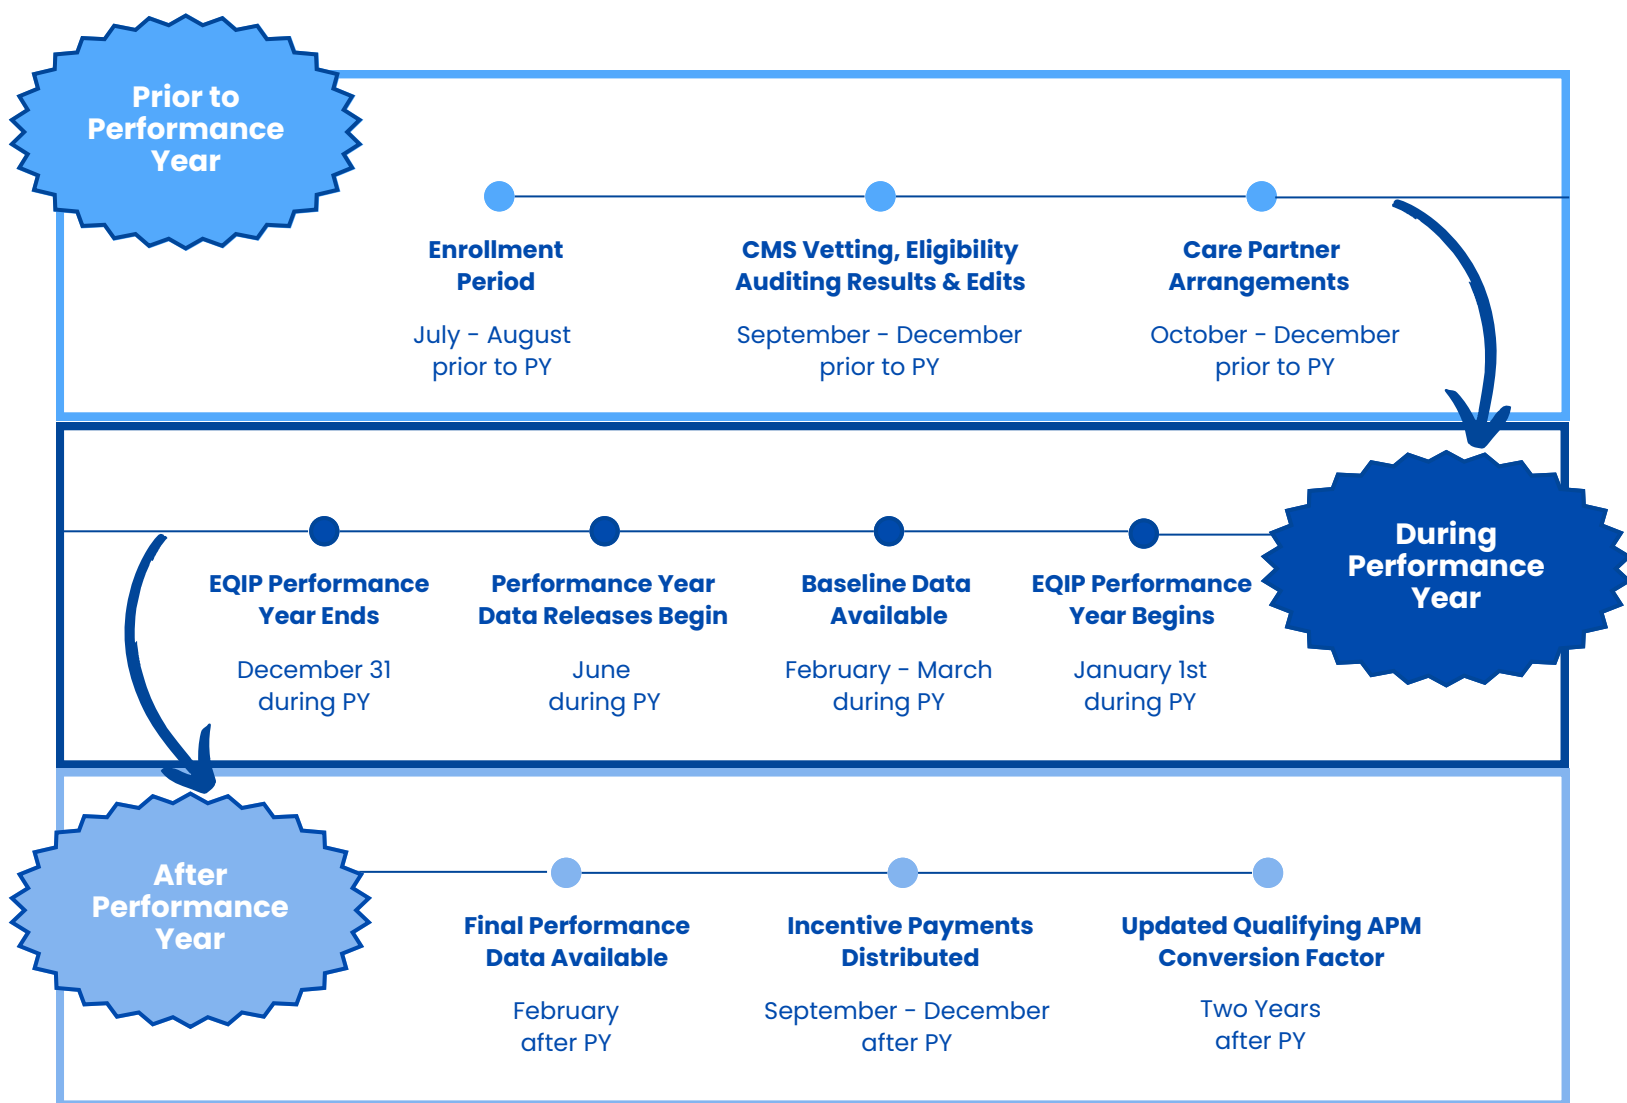 Prior to
Performance
Year
Enrollment
Period
July - August
prior to PY
CMS Vetting, Eligibility
Auditing Results & Edits
September - December
prior to PY
Care Partner
Arrangements
October - December
prior to PY
During
Performance
Year
EQIP Performance
Year Begins
January 1st
during PY
Baseline Data
Available
February - March
during PY
Performance Year
Data Releases Begin
June
during PY
EQIP Performance
Year Ends
December 31
during PY
After
Performance
Year
Final Performance
Data Available
February
after PY
Incentive Payments
Distributed
September - December
after PY
Updated Qualifying APM
Conversion Factor
Two Years
after PY